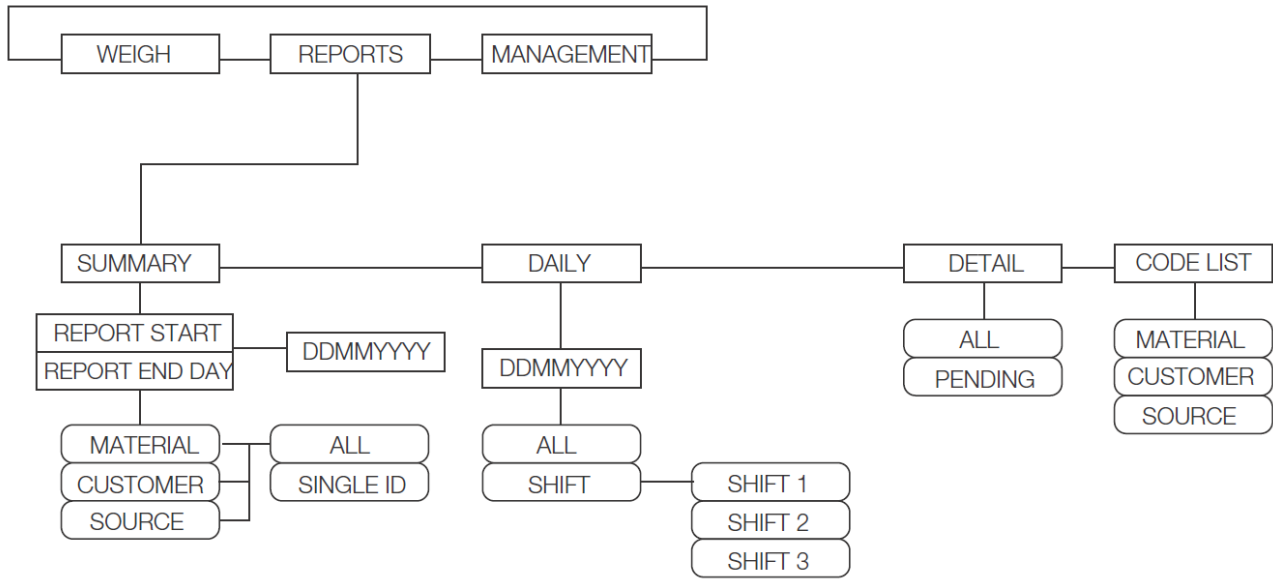 WEIGH
REPORTS
MANAGEMENT
SUMMARY
DAILY
DETAIL
CODE LIST
REPORT START
REPORT END DAY
DDMMYYYY
DDMMYYYY
ALL
PENDING
MATERIAL
CUSTOMER
SOURCE
MATERIAL
CUSTOMER
SOURCE
ALL
SINGLE ID
ALL
SHIFT
SHIFT 1
SHIFT 2
SHIFT 3